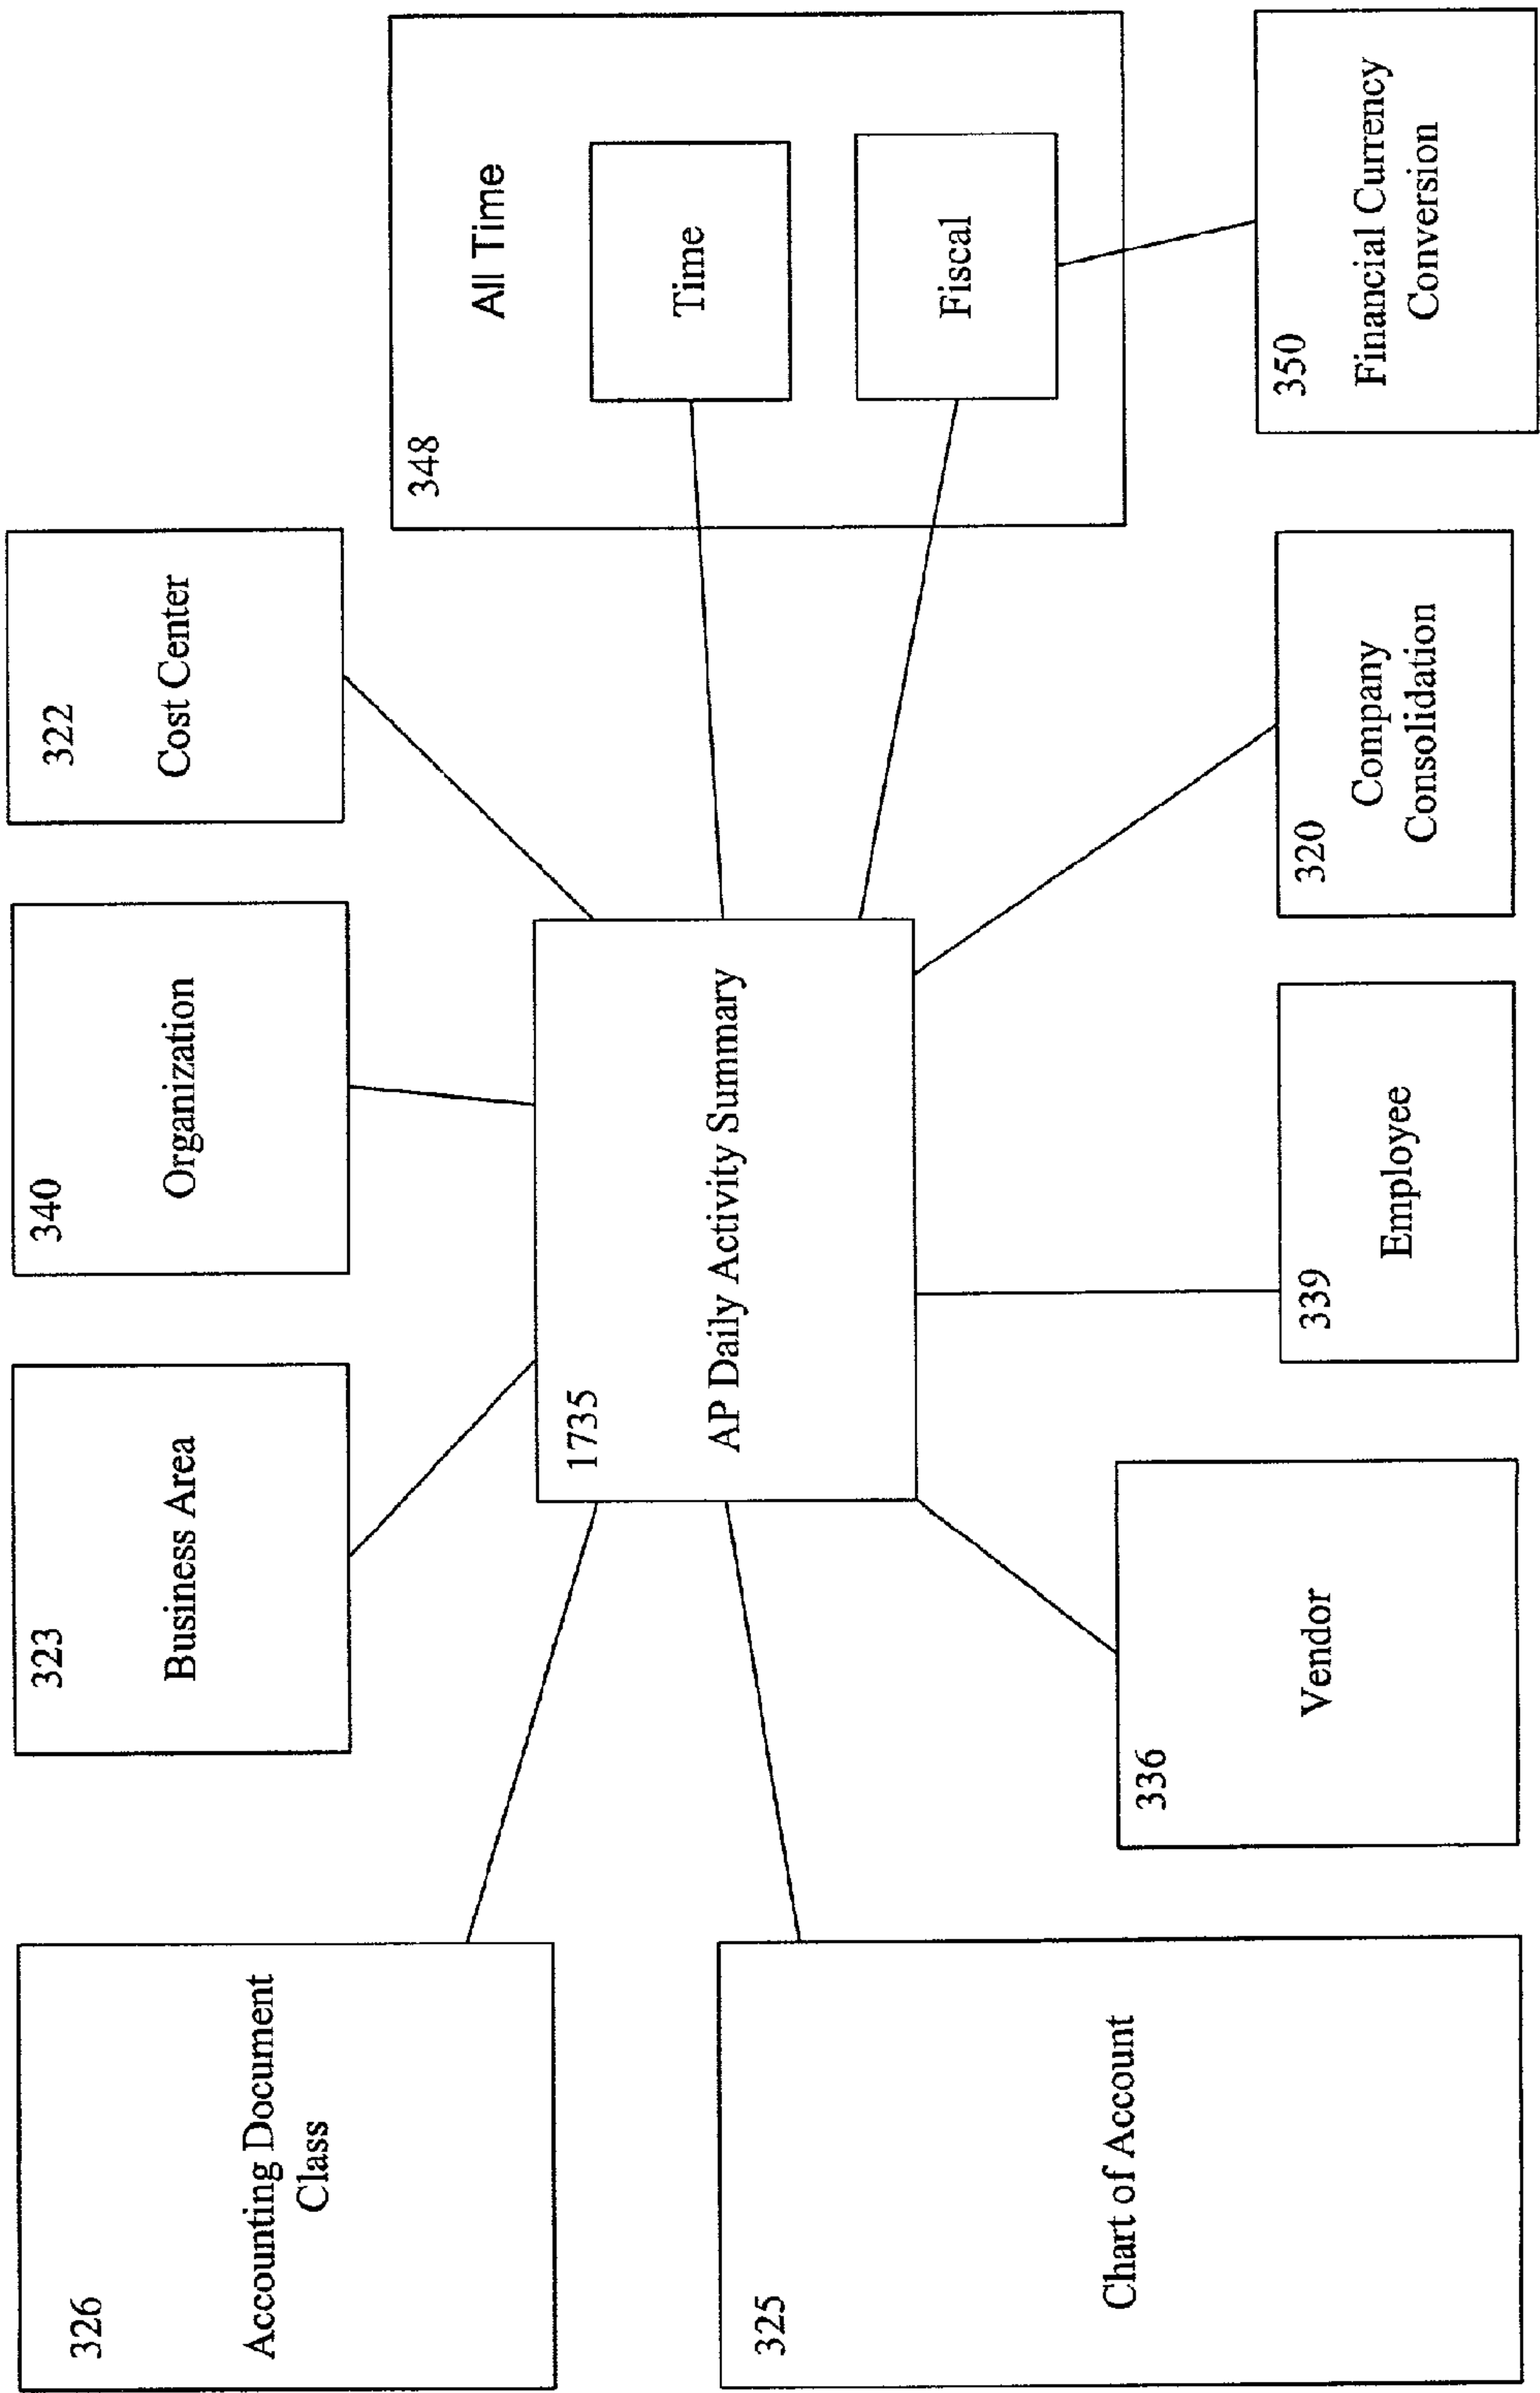 326
Accounting Document
Class
323
Business Area
340
Organization
322
Cost Center
348
All Time
Time
Fiscal
1735
AP Daily Activity Summary
325
Chart of Account
336
Vendor
339
Employee
320
Company
Consolidation
350
Financial Currency
Conversion